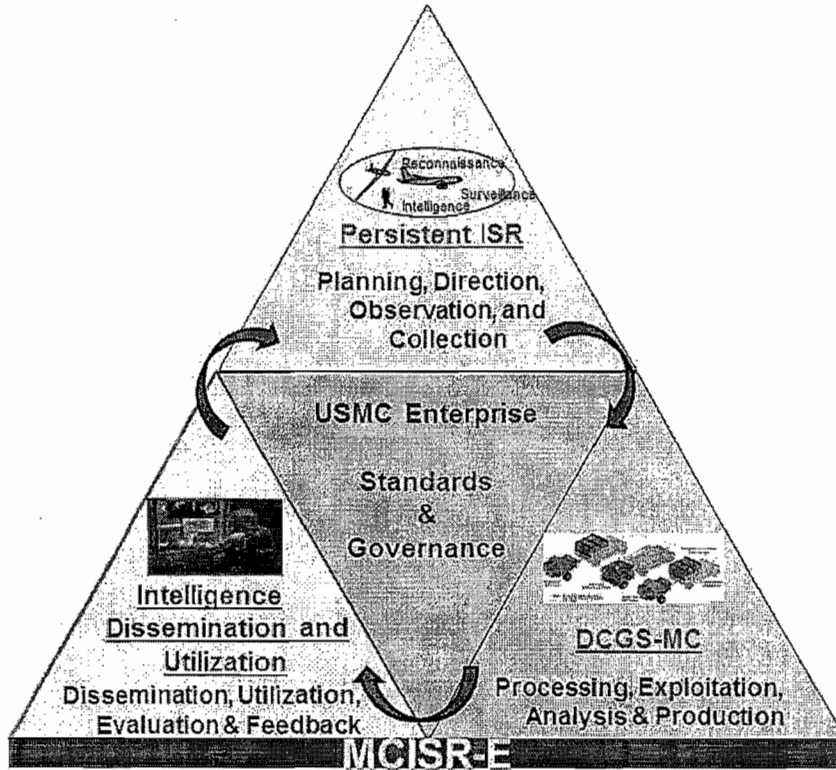 Reconnaissance
Surveillance
Intelligence
Persistent ISR
Planning, Direction,
Observation, and
Collection
USMC Enterprise
Standards
&
Governance
Intelligence
Dissemination and
Utilization
Dissemination, Utilization,
Evaluation & Feedback
DCGS-MC
Processing, Exploitation,
Analysis & Production
MCISR-E